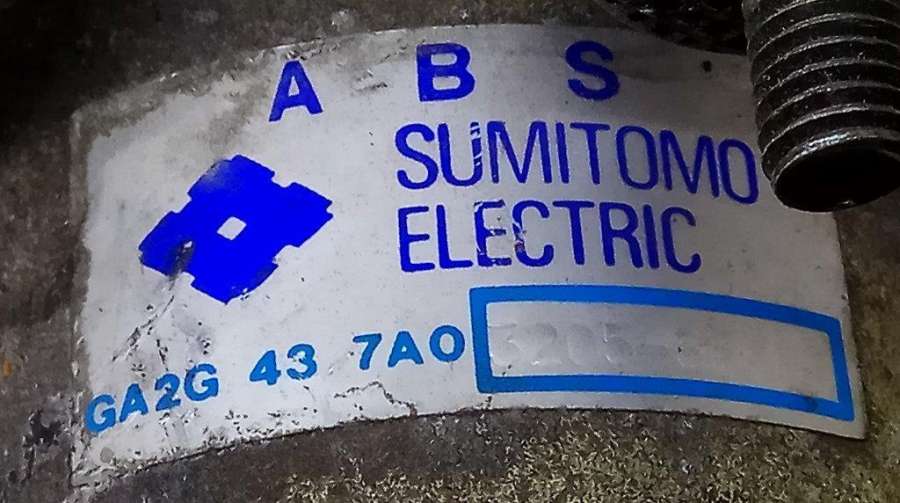 A B S
SUMITOMO
ELECTRIC
GA2G 43 7A0